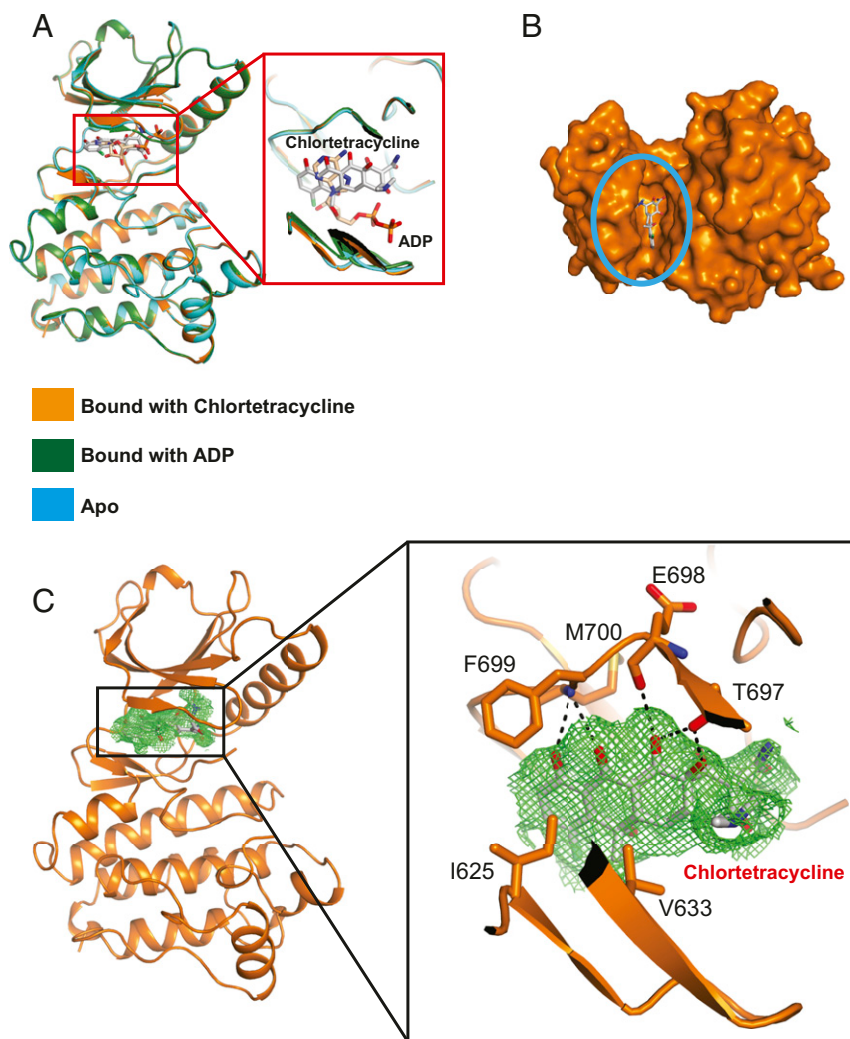 A
B
Chlortetracycline
ADP
Bound with Chlortetracycline
Bound with ADP
Apo
C
E698
M700
F699
T697
I625
Chlortetracycline
V633